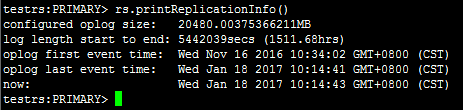 testrs:PRIMARY> rs.printReplicationInfo()
configured oplog size:   20480.00375366211MB
log length start to end: 5442039secs (1511.68hrs)
oplog first event time:  Wed Nov 16 2016 10:34:02 GMT+0800 (CST)
oplog last event time:   Wed Jan 18 2017 10:14:41 GMT+0800 (CST)
now:                     Wed Jan 18 2017 10:14:43 GMT+0800 (CST)
testrs:PRIMARY>